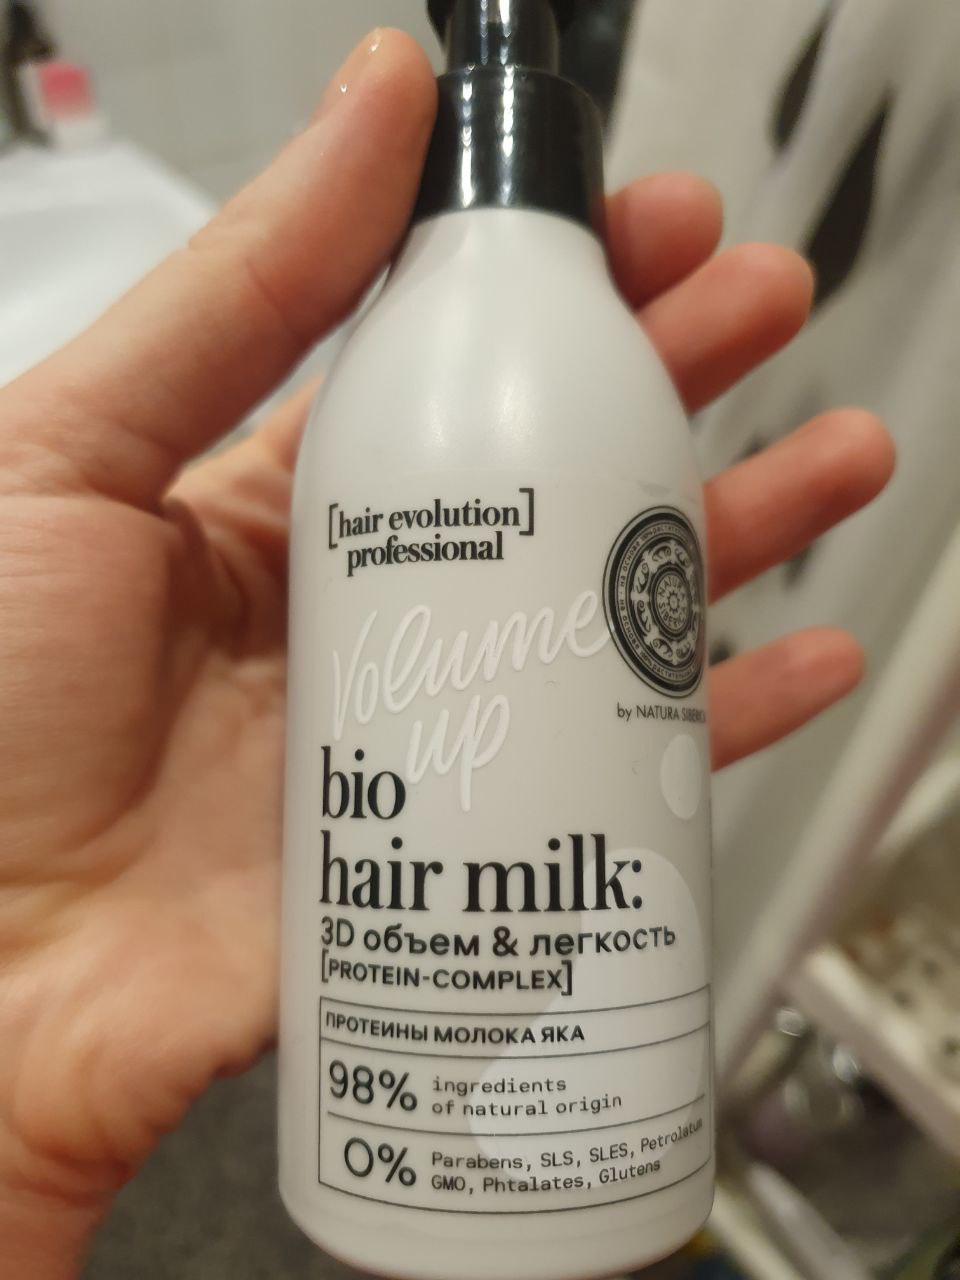 [hair evolution]
professional
Volume
up
by NATURA SIBERICA
bio
hair milk:
3D объем & легкость
[PROTEIN-COMPLEX]
ПРОТЕИНЫ МОЛОКА ЯКА
98% ingredients
of natural origin
0% Parabens, SLS, SLES, Petrolatum
GMO, Phtalates, Glutens